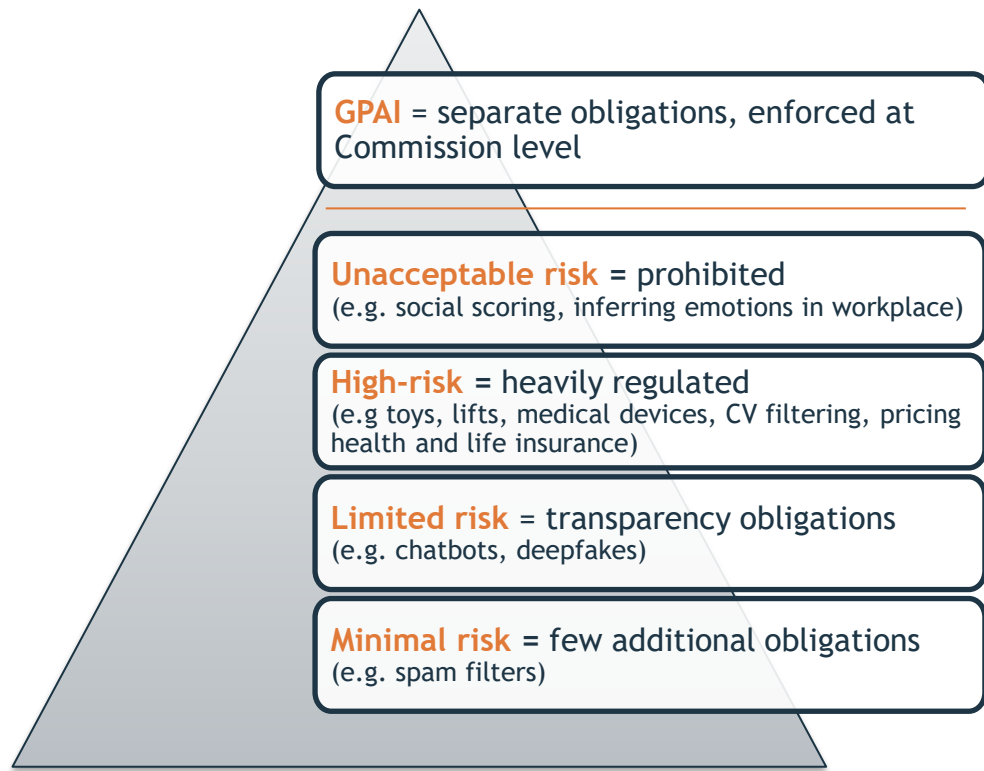 GPAI = separate obligations, enforced at
Commission level
Unacceptable risk = prohibited
(e.g. social scoring, inferring emotions in workplace)
High-risk = heavily regulated
(e.g toys, lifts, medical devices, CV filtering, pricing
health and life insurance)
Limited risk = transparency obligations
(e.g. chatbots, deepfakes)
Minimal risk = few additional obligations
(e.g. spam filters)